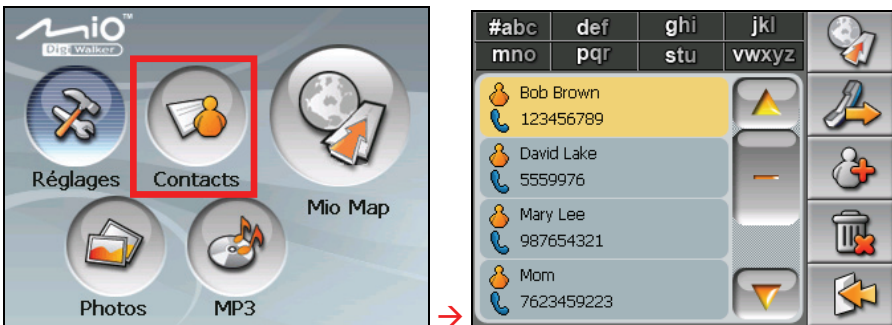 Mio™
DigiWalker
Réglages
Contacts
Mio Map
Photos
MP3
→
#abc def ghi jkl
mno pqr stu vwxyz
Bob Brown
123456789
David Lake
5559976
Mary Lee
987654321
Mom
7623459223